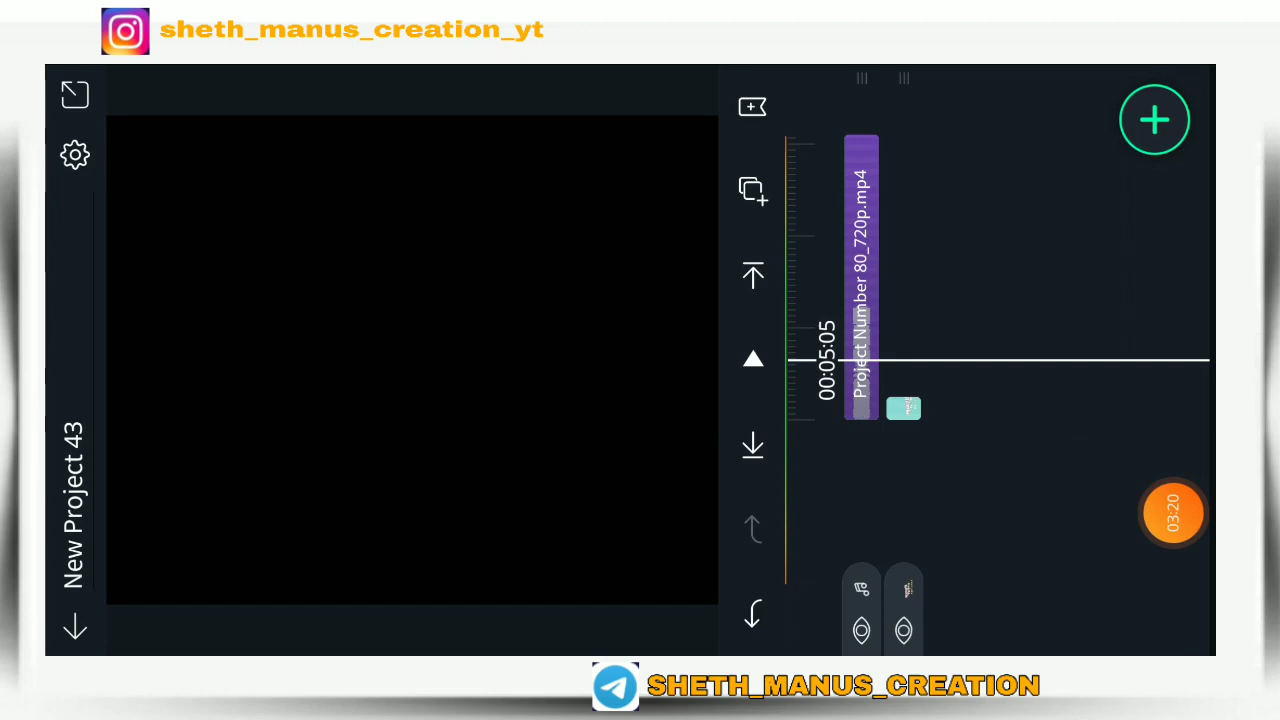 sheth_manus_creation_yt
New Project 43
00:05:05
Project Number 80_720p.mp4
03:20
SHETH_MANUS_CREATION